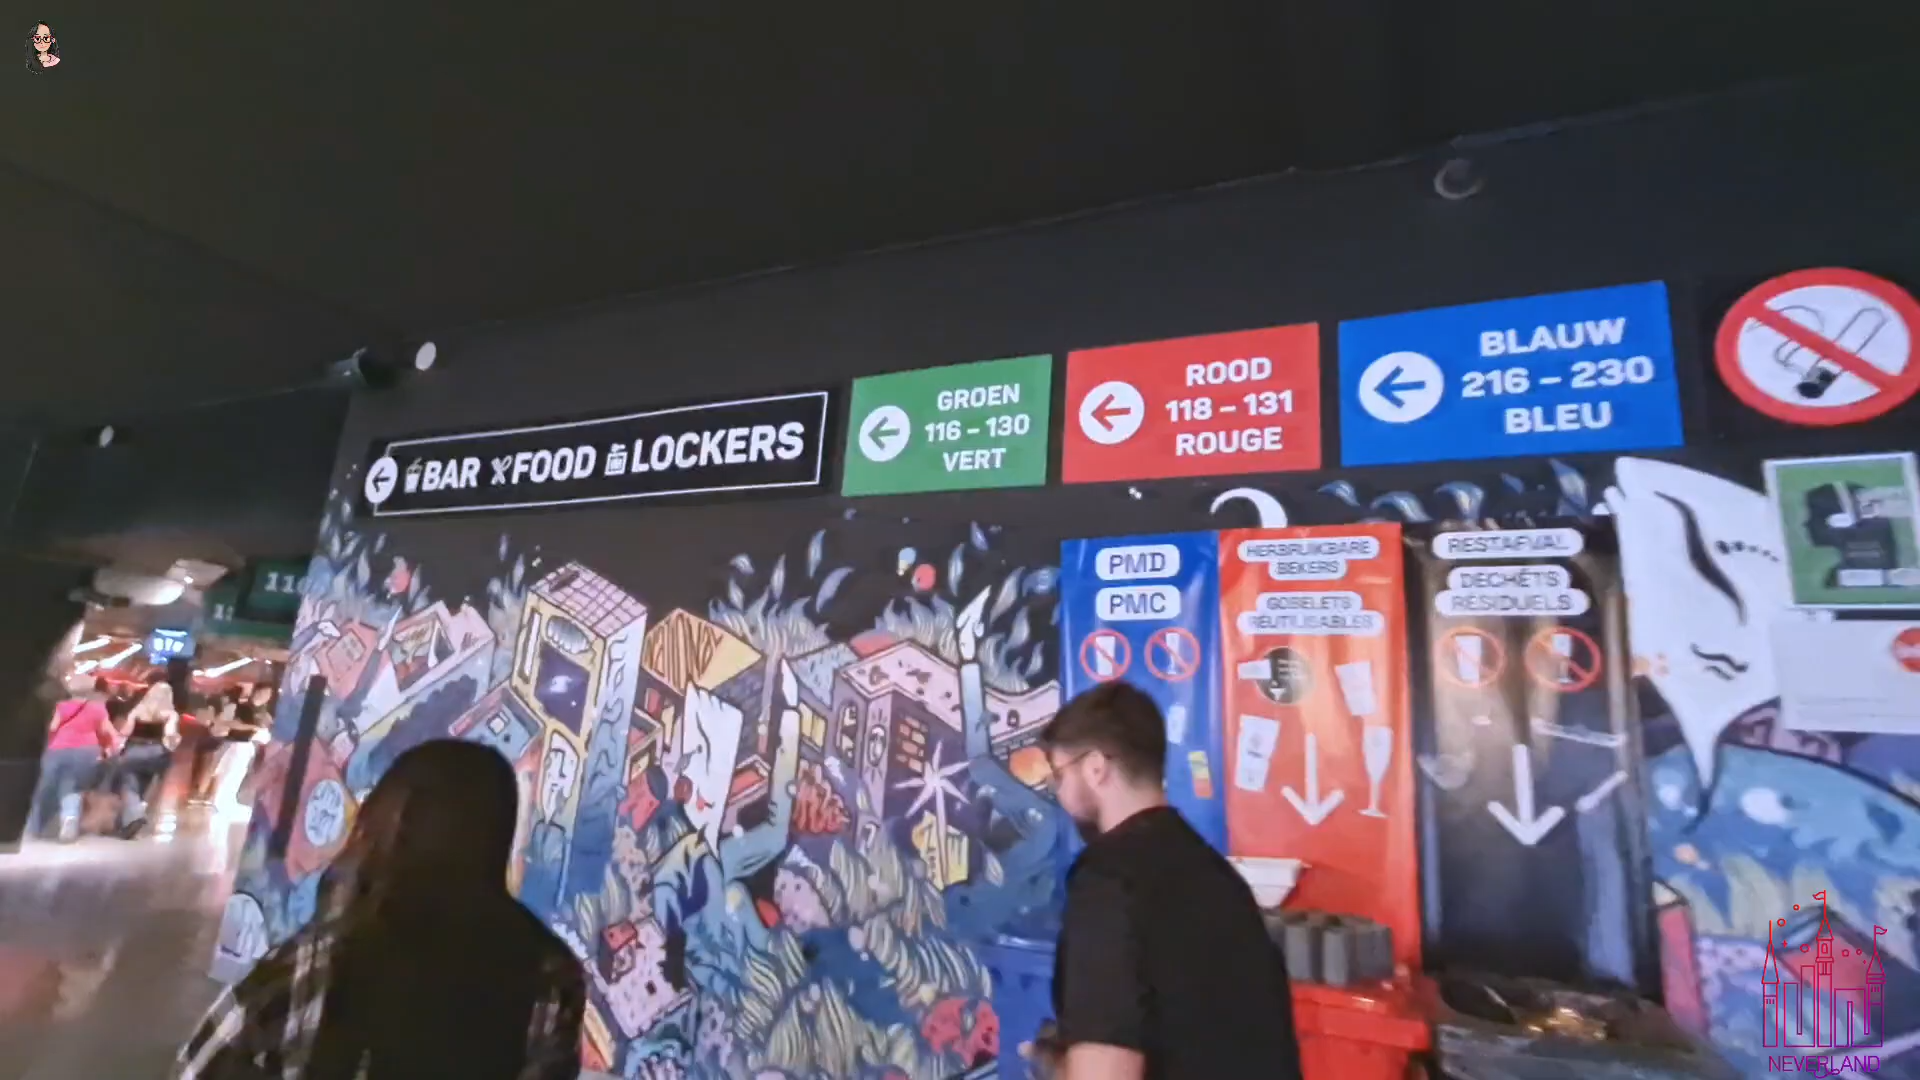 BAR FOOD LOCKERS
GROEN
116 - 130
VERT
ROOD
118 - 131
ROUGE
BLAUW
216 - 230
BLEU
PMD
PMC
HERBRUIKBARE
BEKERS
GOBELETS
RÉUTILISABLES
RESTAFVAL
DÉCHETS
RÉSIDUELS
NEVERLAND